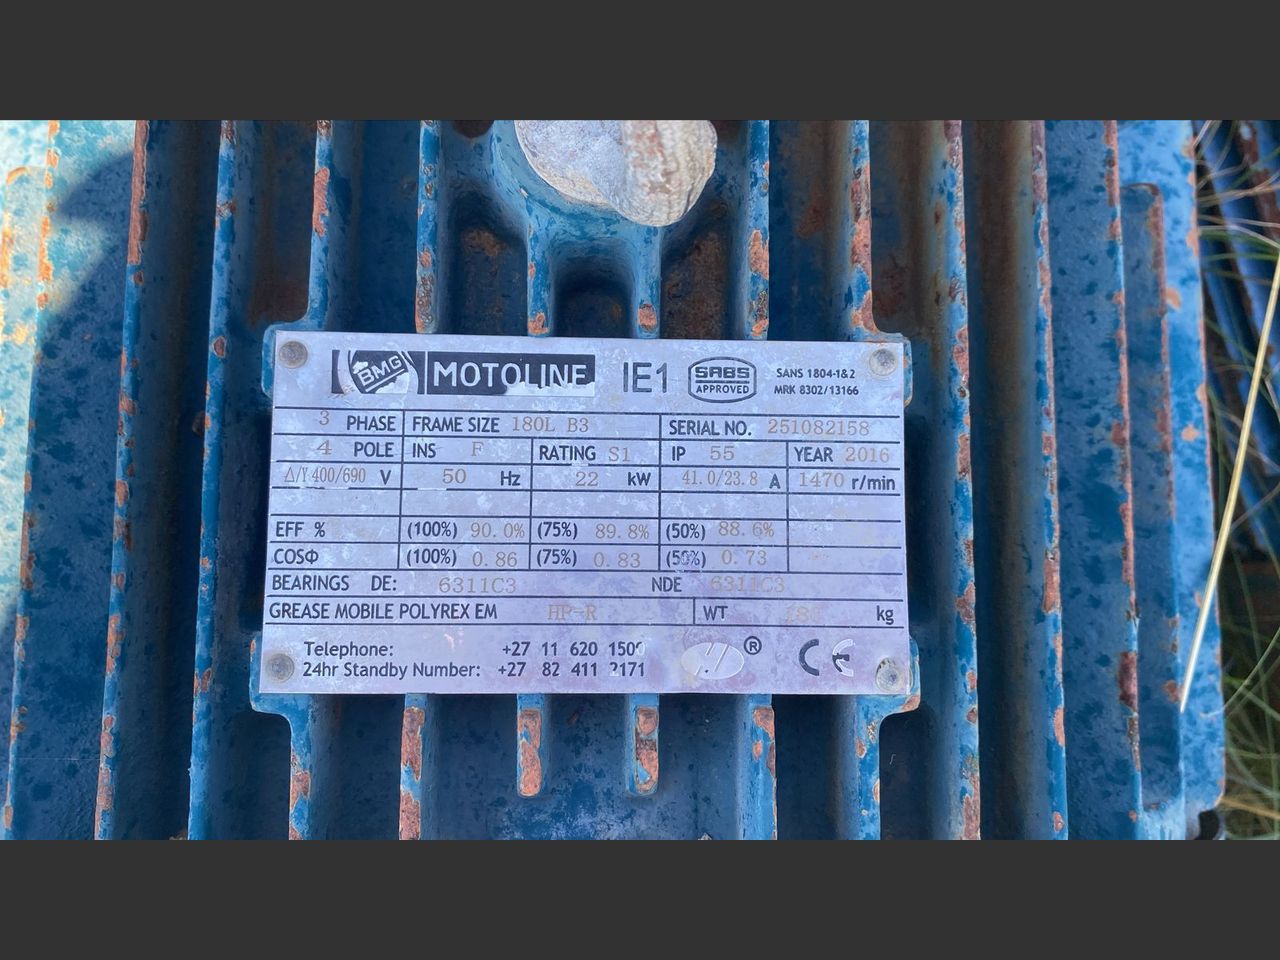 BMG MOTOLINE IE1 SABS APPROVED SANS 1804-1&2
MRK 8302/13166
3 PHASE FRAME SIZE 180L B3 SERIAL NO. 251082158
4 POLE INS F RATING S1 IP 55 YEAR 2016
Δ/Y 400/690 V 50 Hz 22 kW 41.0/23.8 A 1470 r/min
EFF % (100%) 90.0% (75%) 89.8% (50%) 88.6%
COSΦ (100%) 0.86 (75%) 0.83 (50%) 0.73
BEARINGS DE: 6311C3 NDE 6311C3
GREASE MOBILE POLYREX EM HP-R WT kg
Telephone: +27 11 620 1500 ® CE
24hr Standby Number: +27 82 411 2171